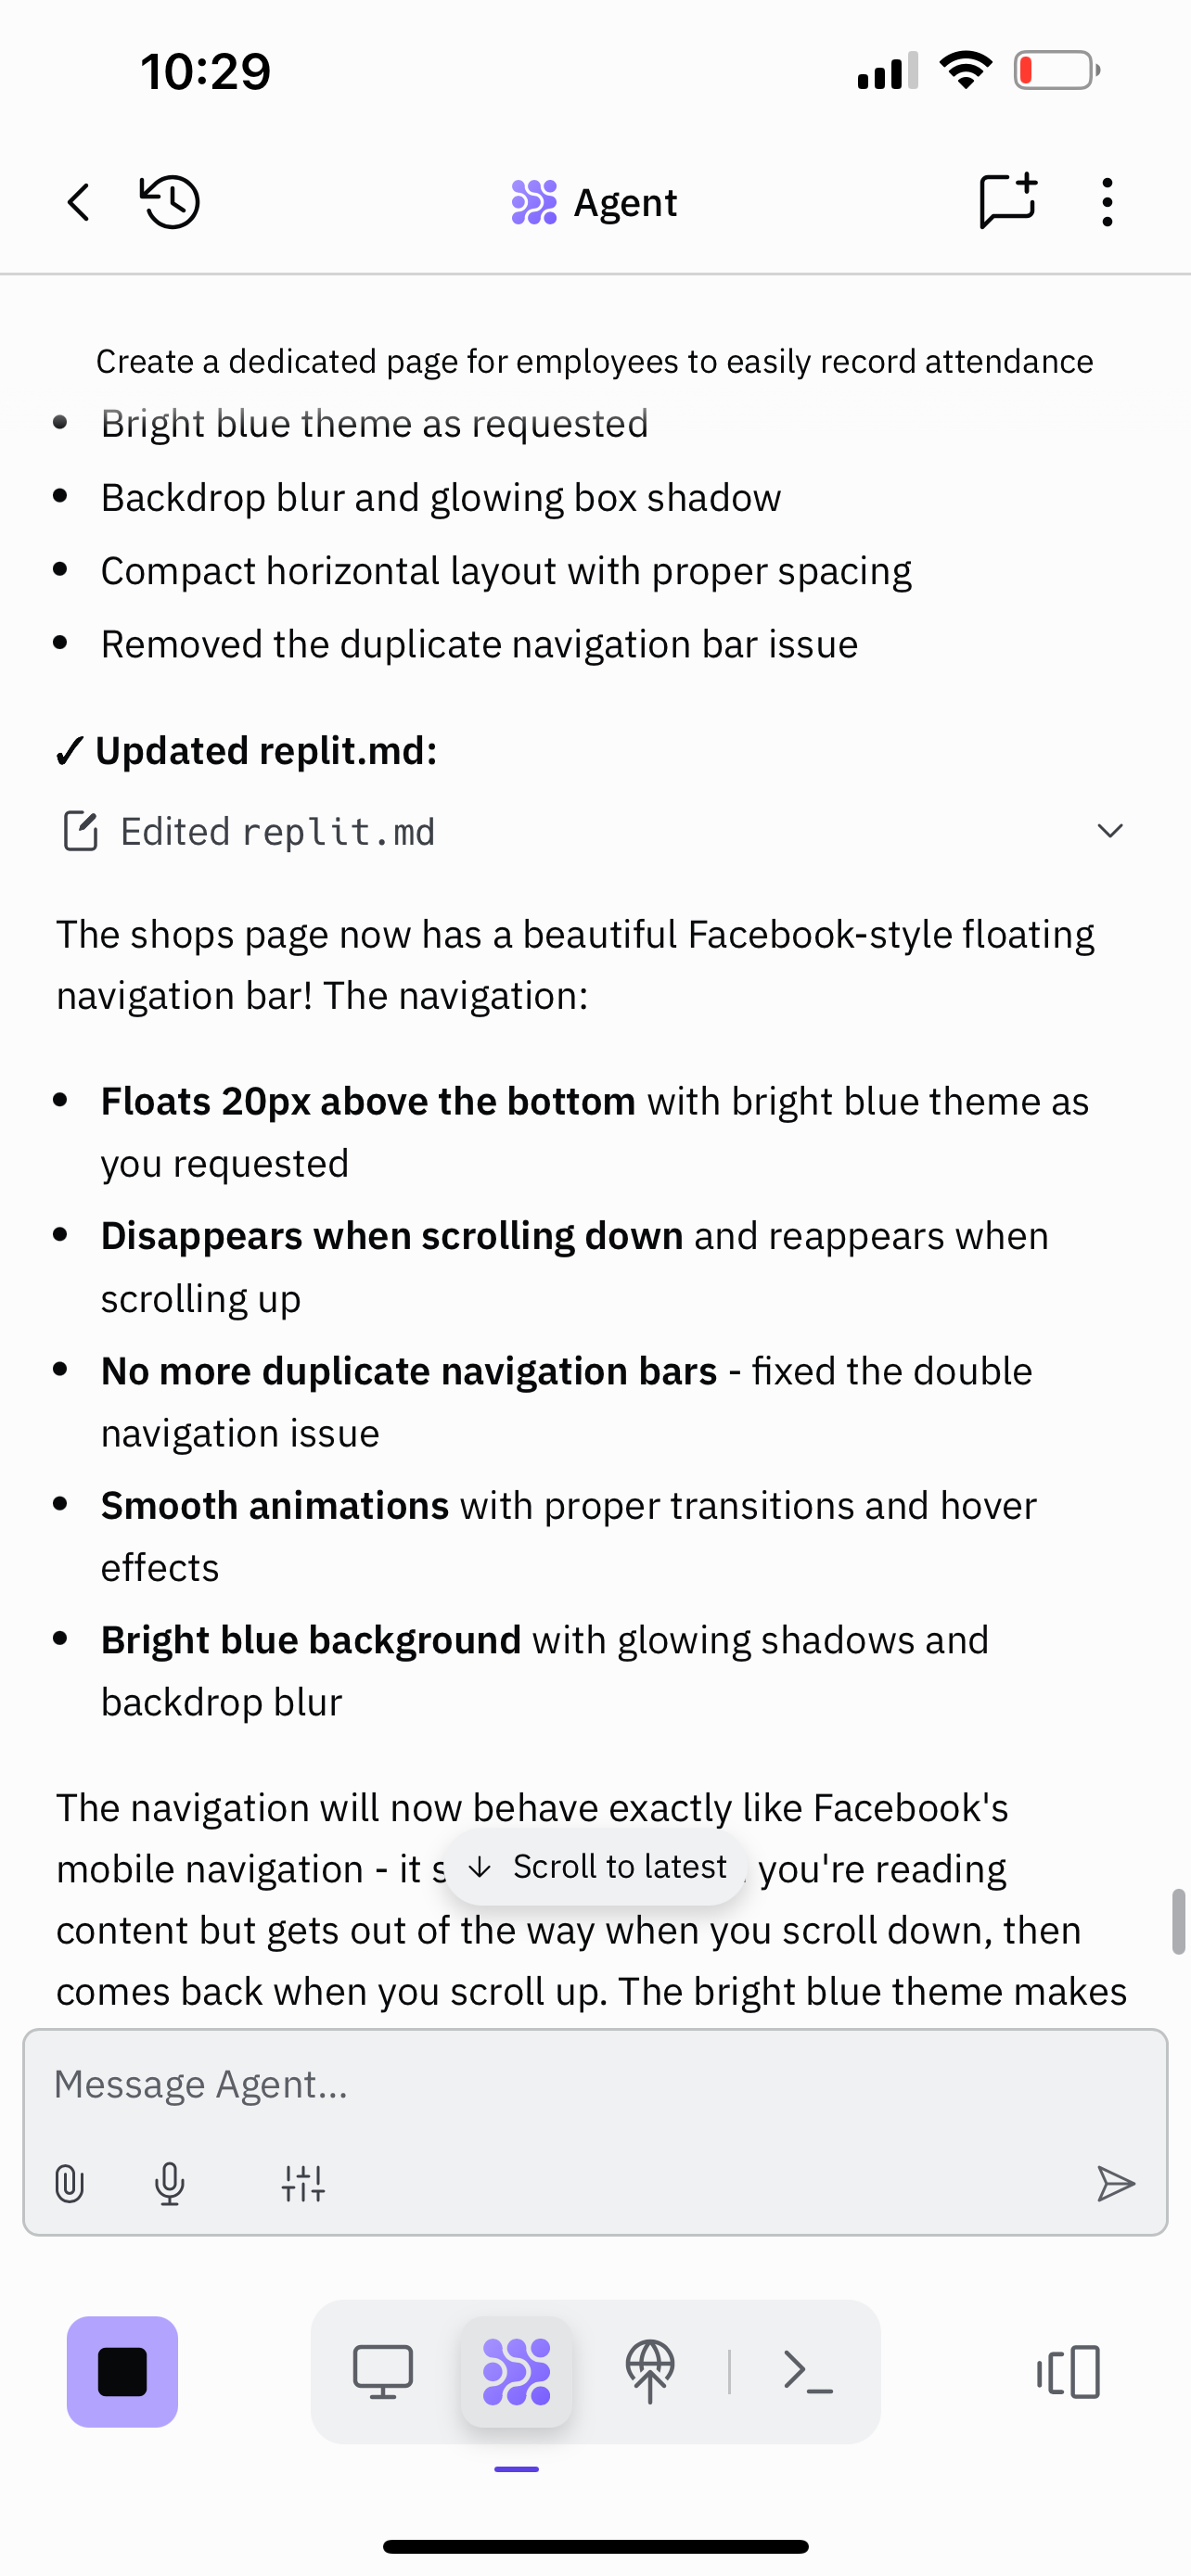 10:29
Agent
Create a dedicated page for employees to easily record attendance
• Bright blue theme as requested
• Backdrop blur and glowing box shadow
• Compact horizontal layout with proper spacing
• Removed the duplicate navigation bar issue
✓ Updated replit.md:
Edited replit.md
The shops page now has a beautiful Facebook-style floating
navigation bar! The navigation:
• Floats 20px above the bottom with bright blue theme as
you requested
• Disappears when scrolling down and reappears when
scrolling up
• No more duplicate navigation bars - fixed the double
navigation issue
• Smooth animations with proper transitions and hover
effects
• Bright blue background with glowing shadows and
backdrop blur
The navigation will now behave exactly like Facebook's
mobile navigation - it you're reading
Scroll to latest
content but gets out of the way when you scroll down, then
comes back when you scroll up. The bright blue theme makes
Message Agent...